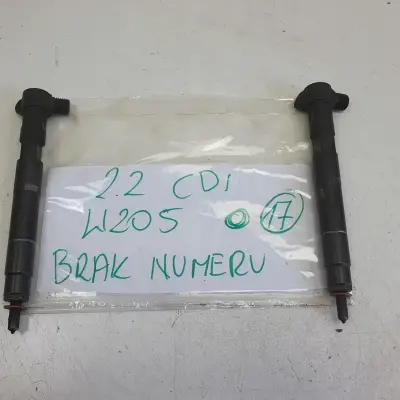 2.2 CDI
W205 17
BRAK NUMERU